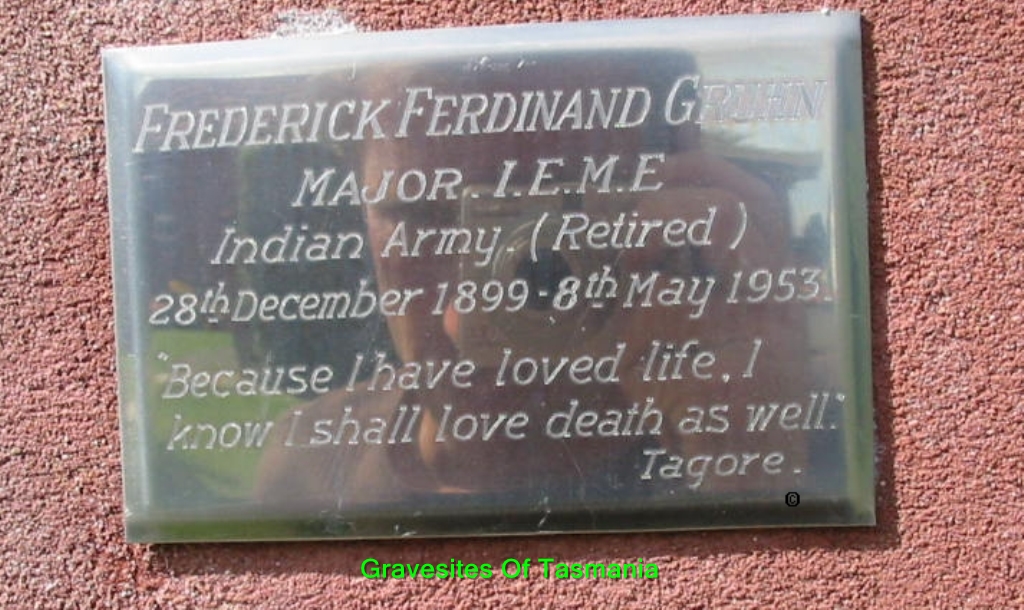 FREDERICK FERDINAND GRUHN
MAJOR. I.E.M.E
Indian Army. (Retired)
28th December 1899 - 8th May 1953.
"Because I have loved life, I
know I shall love death as well."
Tagore.
©
Gravesites Of Tasmania